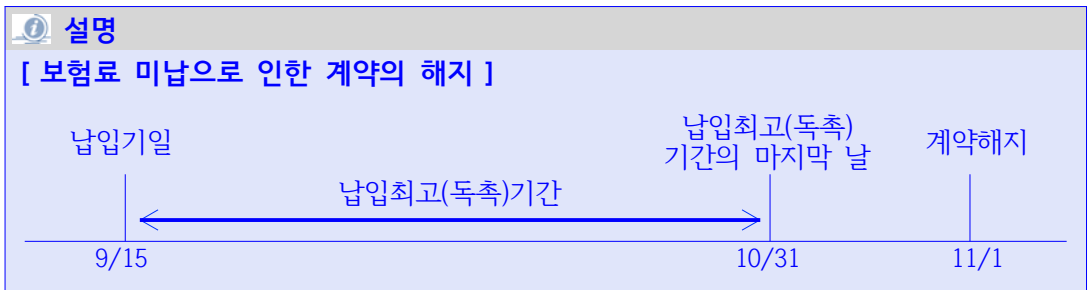 설명
[ 보험료 미납으로 인한 계약의 해지 ]
납입기일
납입최고(독촉)
기간의 마지막 날
계약해지
납입최고(독촉)기간
9/15
10/31
11/1